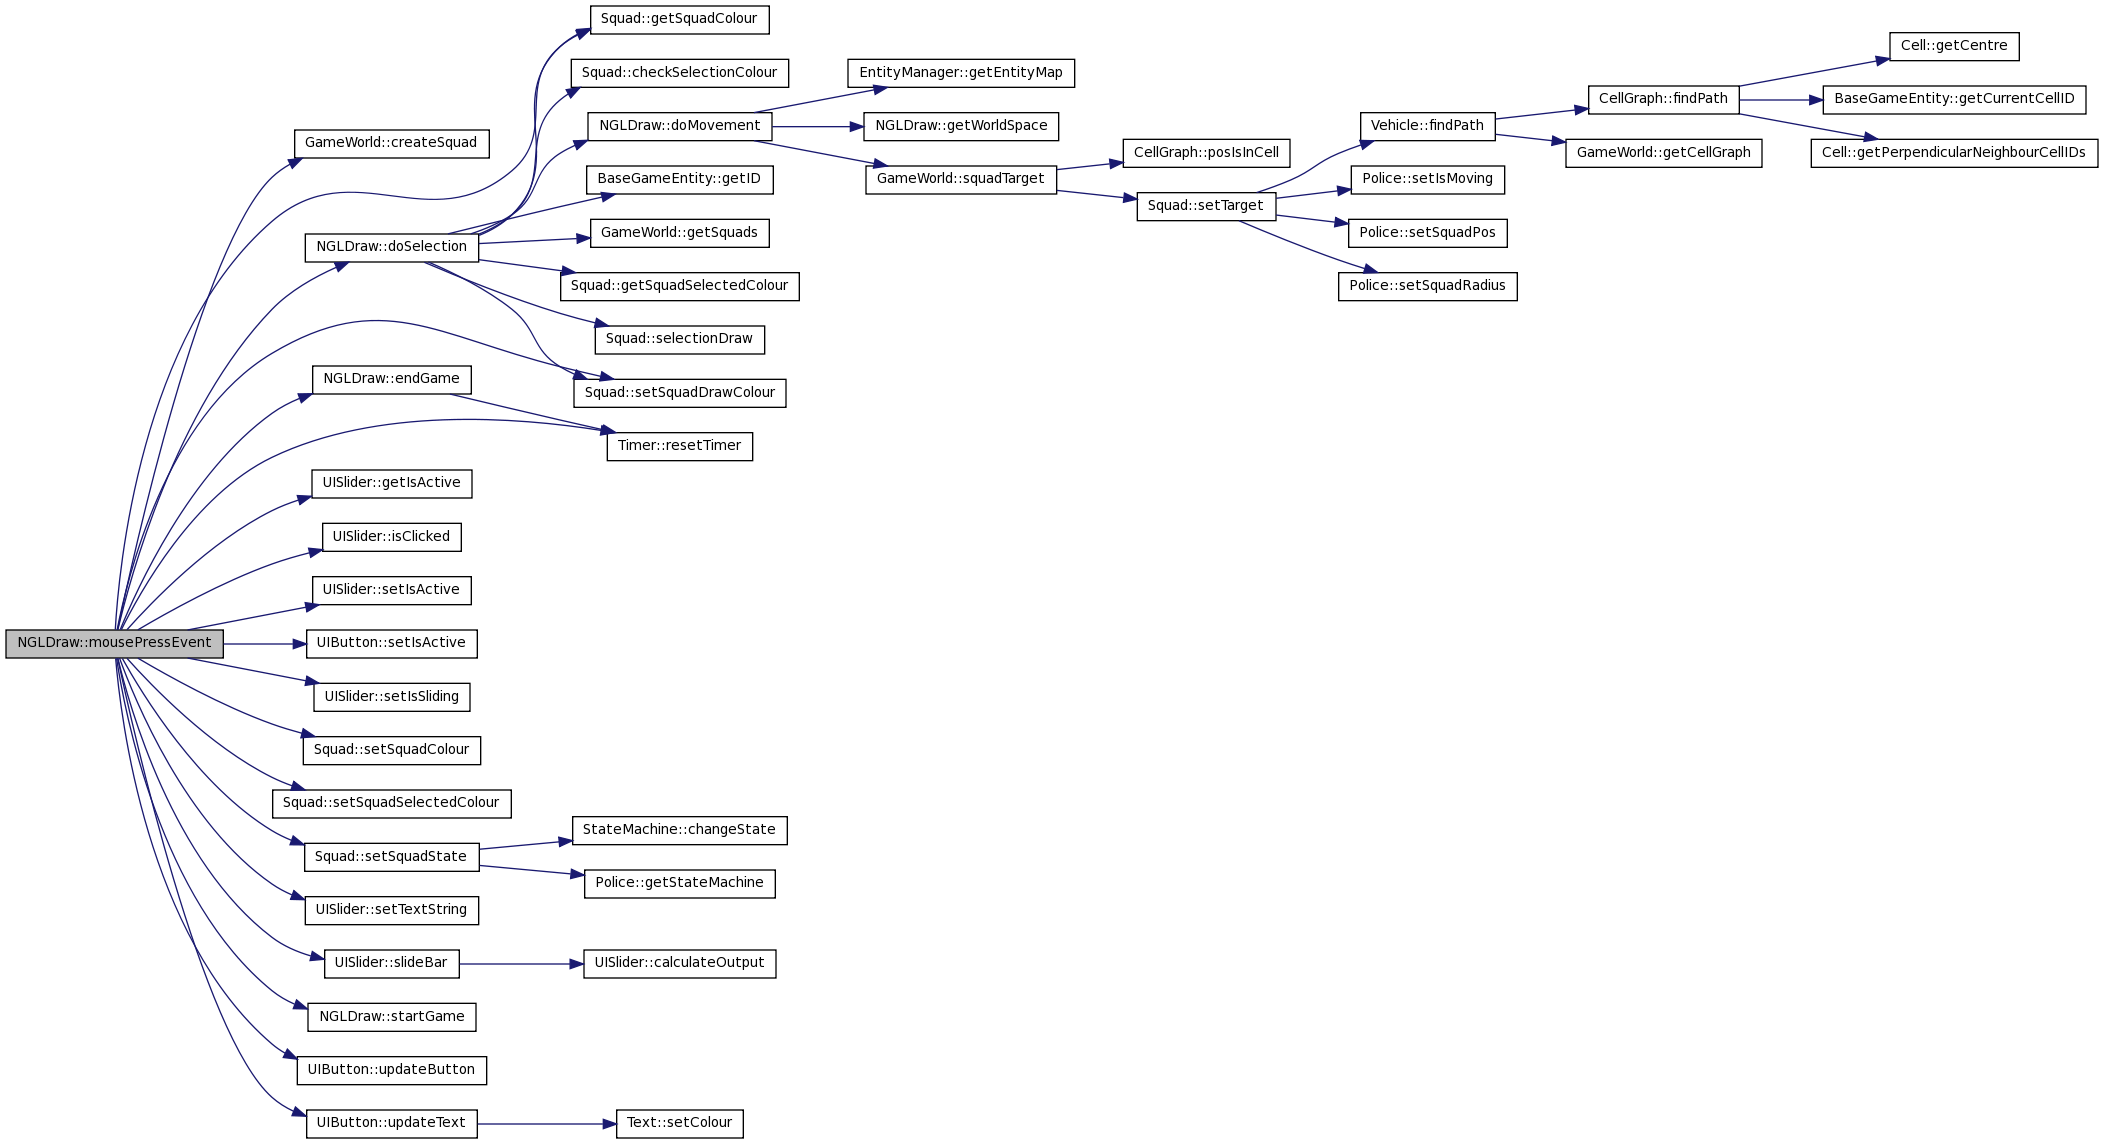 Squad::getSquadColour
Cell::getCentre
Squad::checkSelectionColour
EntityManager::getEntityMap
CellGraph::findPath
BaseGameEntity::getCurrentCellID
NGLDraw::doMovement
NGLDraw::getWorldSpace
Vehicle::findPath
GameWorld::createSquad
CellGraph::posIsInCell
GameWorld::getCellGraph
Cell::getPerpendicularNeighbourCellIDs
BaseGameEntity::getID
GameWorld::squadTarget
Police::setIsMoving
Squad::setTarget
GameWorld::getSquads
Police::setSquadPos
NGLDraw::doSelection
Squad::getSquadSelectedColour
Police::setSquadRadius
Squad::selectionDraw
NGLDraw::endGame
Squad::setSquadDrawColour
Timer::resetTimer
UISlider::getIsActive
UISlider::isClicked
UISlider::setIsActive
NGLDraw::mousePressEvent
UIButton::setIsActive
UISlider::setIsSliding
Squad::setSquadColour
Squad::setSquadSelectedColour
StateMachine::changeState
Squad::setSquadState
Police::getStateMachine
UISlider::setTextString
UISlider::slideBar
UISlider::calculateOutput
NGLDraw::startGame
UIButton::updateButton
UIButton::updateText
Text::setColour